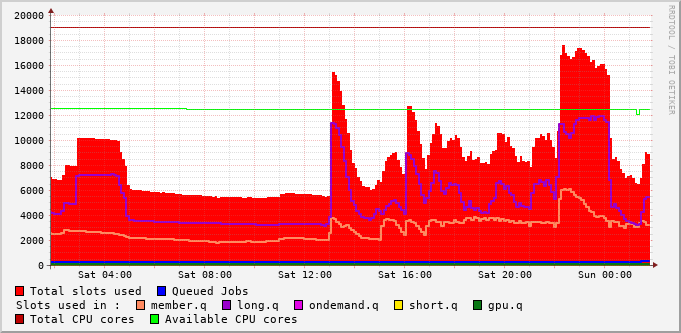 RRDTOOL / TOBI OETIKER
20000
18000
16000
14000
12000
10000
8000
6000
4000
2000
0
Sat 04:00 Sat 08:00 Sat 12:00 Sat 16:00 Sat 20:00 Sun 00:00
Total slots used Queued Jobs
Slots used in : member.q long.q ondemand.q short.q gpu.q
Total CPU cores Available CPU cores